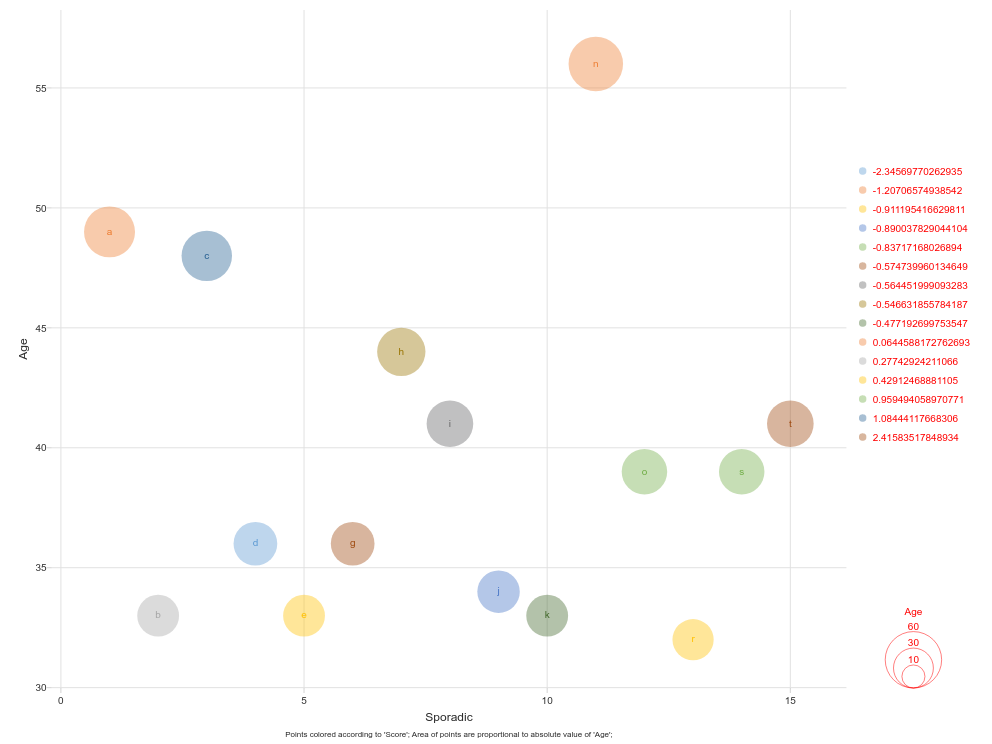 n
55
-2.34569770262935
-1.20706574938542
50
-0.911195416629811
a
-0.890037829044104
-0.83717168026894
c
-0.574739960134649
-0.564451999093283
-0.546631855784187
45
-0.477192699753547
Age
h
0.0644588172762693
0.27742924211066
0.42912468881105
0.959494058970771
i
t
1.08444117668306
2.41583517848934
40
o
s
d
g
35
j
b
e
k
r
Age
60
30
10
30
0
5
10
15
Sporadic
Points colored according to 'Score'; Area of points are proportional to absolute value of 'Age';